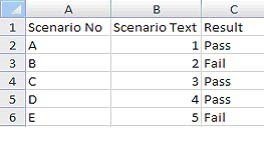 A B C
1 Scenario No Scenario Text Result
2 A 1 Pass
3 B 2 Fail
4 C 3 Pass
5 D 4 Pass
6 E 5 Fail